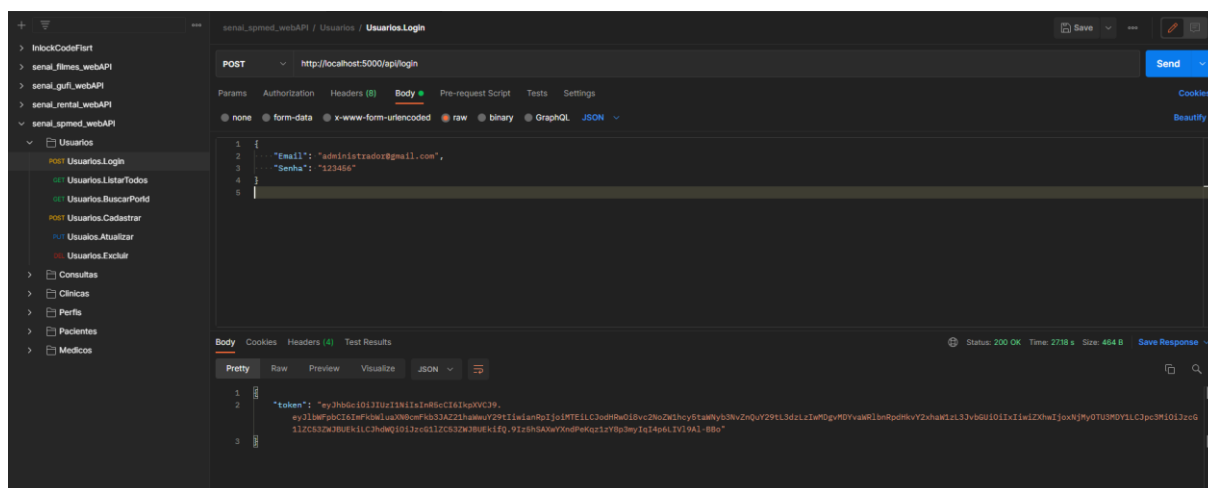 senai_spmed_webAPI / Usuarios / Usuarios.Login
Save
InlockCodeFisrt
senai_filmes_webAPI
senai_gufi_webAPI
senai_rental_webAPI
senai_spmed_webAPI
Usuarios
POST Usuarios.Login
GET Usuarios.ListarTodos
GET Usuarios.BuscarPorId
POST Usuarios.Cadastrar
PUT Usuaios.Atualizar
DEL Usuarios.Excluir
Consultas
Clinicas
Perfis
Pacientes
Medicos
POST http://localhost:5000/api/login Send
Params Authorization Headers (8) Body Pre-request Script Tests Settings Cookies
none form-data x-www-form-urlencoded raw binary GraphQL JSON Beautify
1 {
2 "Email": "administrador@gmail.com",
3 "Senha": "123456"
4 }
5
Body Cookies Headers (4) Test Results Status: 200 OK Time: 27.18 s Size: 464 B Save Response
Pretty Raw Preview Visualize JSON
1 {
2 "token":
3 }